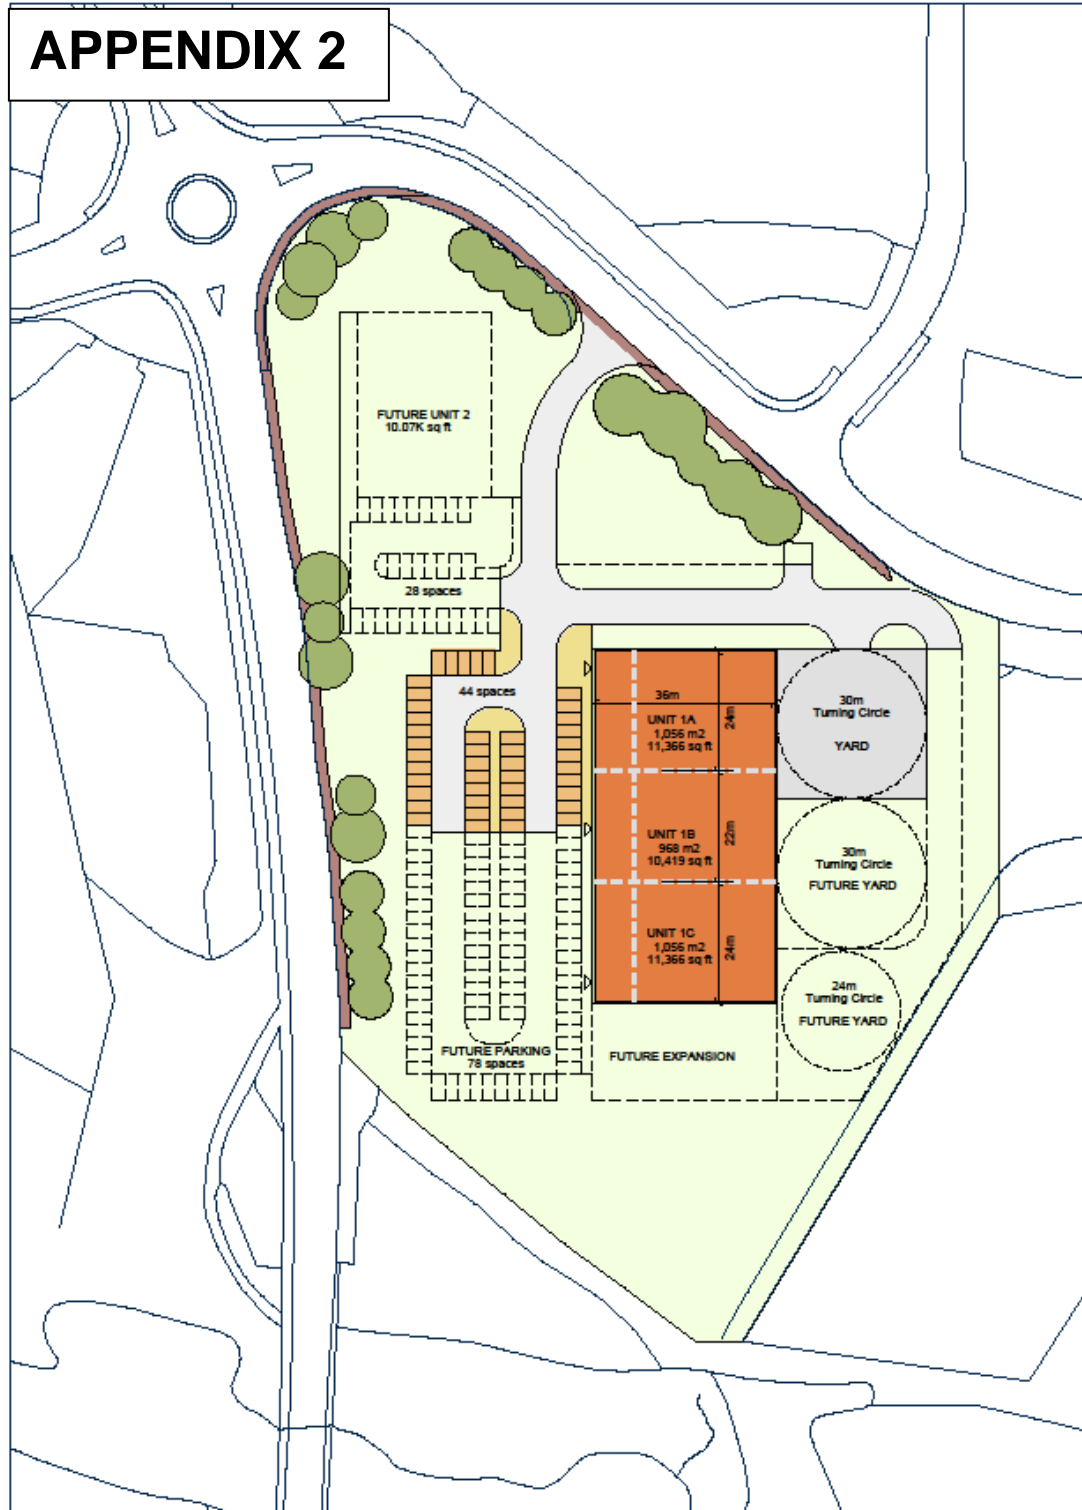 APPENDIX 2
FUTURE UNIT 2
10.07K sq ft
28 spaces
44 spaces
36m
24m
UNIT 1A
1,056 m2
11,366 sq ft
30m
Turning Circle
YARD
UNIT 1B
968 m2
10,419 sq ft
22m
30m
Turning Circle
FUTURE YARD
UNIT 1C
1,056 m2
11,366 sq ft
24m
24m
Turning Circle
FUTURE YARD
FUTURE PARKING
78 spaces
FUTURE EXPANSION